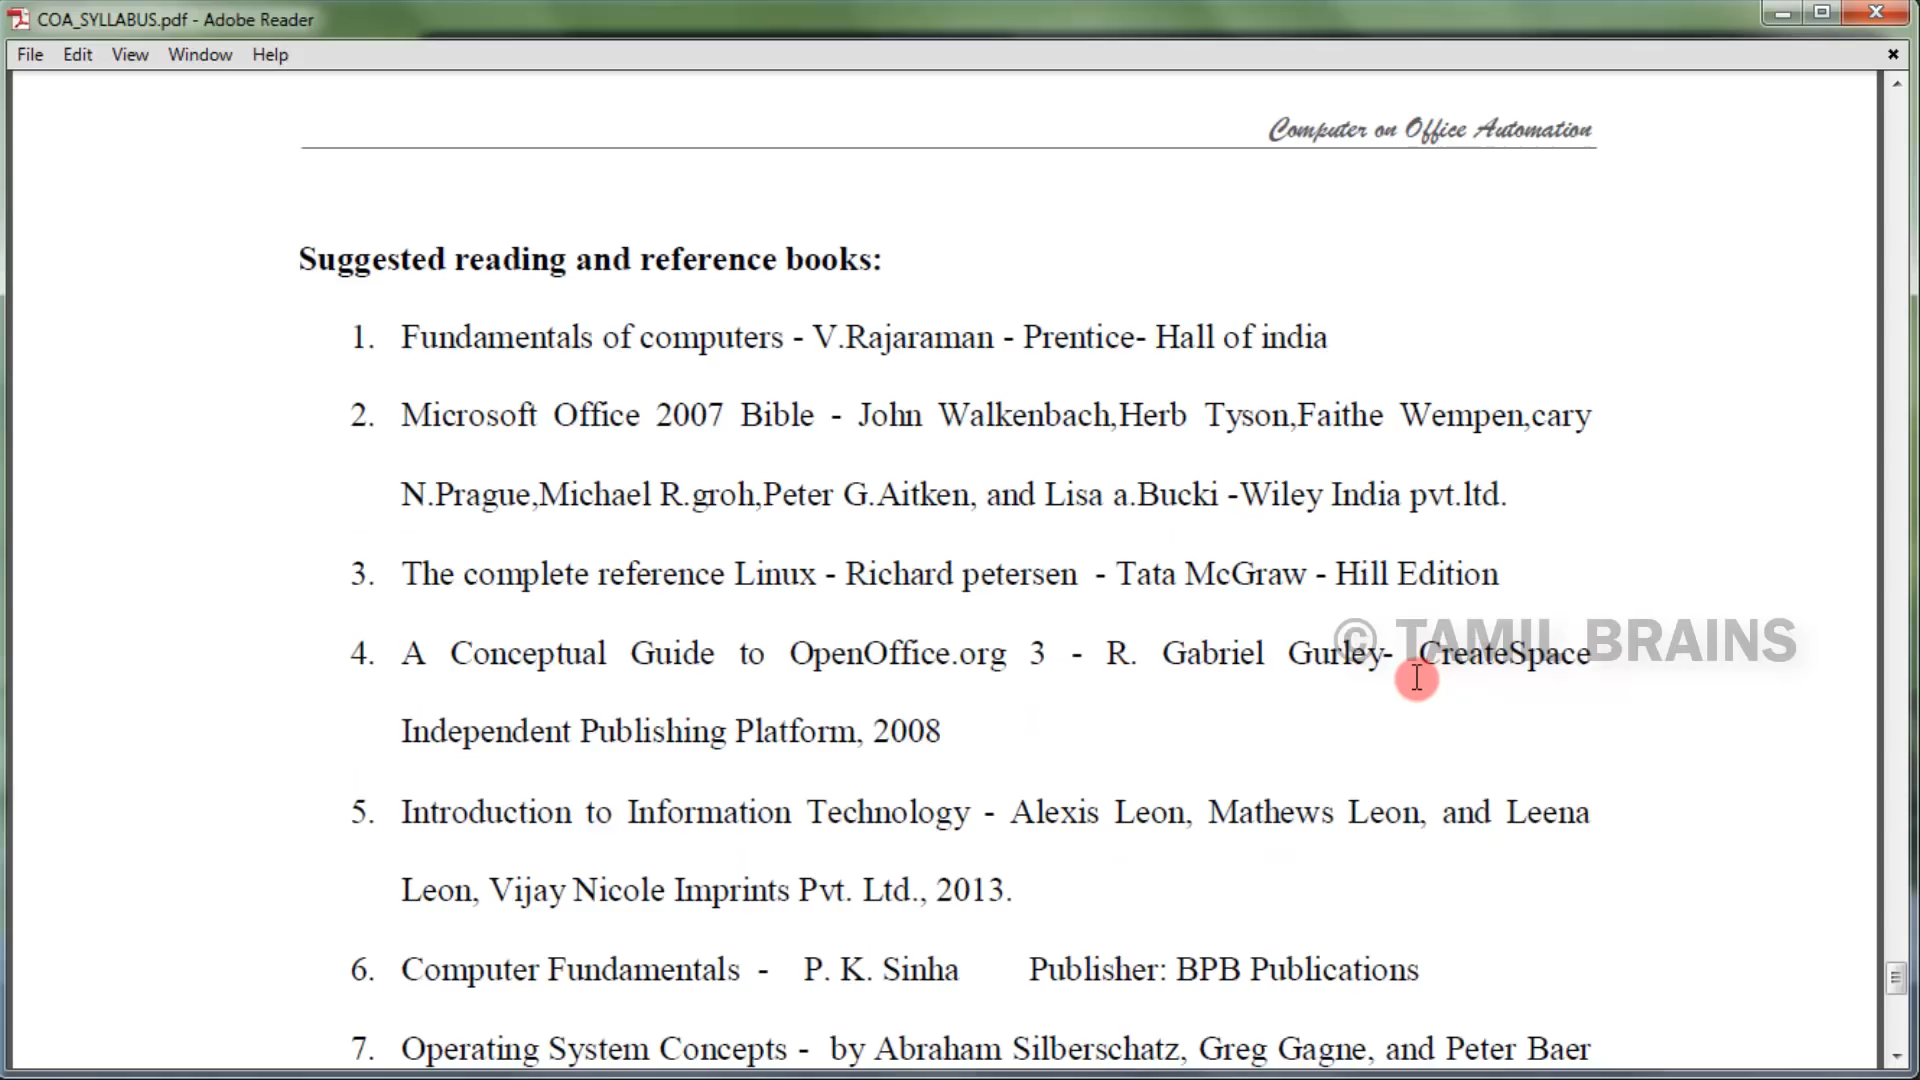 COA_SYLLABUS.pdf - Adobe Reader
File Edit View Window Help
Computer on Office Automation
Suggested reading and reference books:
1. Fundamentals of computers - V.Rajaraman - Prentice- Hall of india
2. Microsoft Office 2007 Bible - John Walkenbach,Herb Tyson,Faithe Wempen,cary
N.Prague,Michael R.groh,Peter G.Aitken, and Lisa a.Bucki -Wiley India pvt.ltd.
3. The complete reference Linux - Richard petersen - Tata McGraw - Hill Edition
© TAMIL BRAINS
4. A Conceptual Guide to OpenOffice.org 3 - R. Gabriel Gurley- CreateSpace
Independent Publishing Platform, 2008
5. Introduction to Information Technology - Alexis Leon, Mathews Leon, and Leena
Leon, Vijay Nicole Imprints Pvt. Ltd., 2013.
6. Computer Fundamentals - P. K. Sinha Publisher: BPB Publications
7. Operating System Concepts - by Abraham Silberschatz, Greg Gagne, and Peter Baer